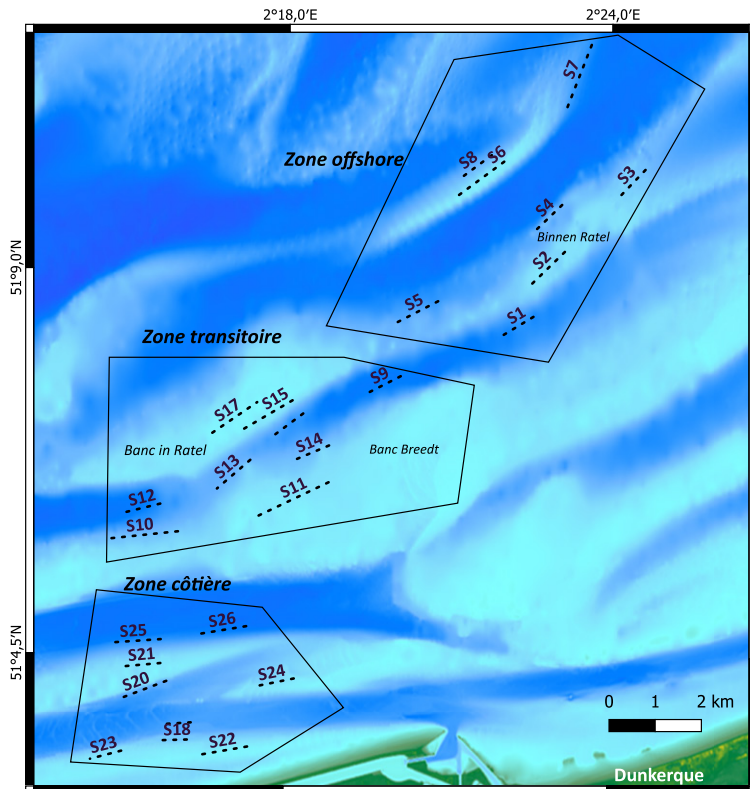 2°18,0'E
2°24,0'E
S7
Zone offshore
S8
S6
S3
S4
Binnen Ratel
S2
51°9,0'N
S5
S1
Zone transitoire
S9
S17
S15
Banc in Ratel
S14
Banc Breedt
S13
S11
S12
S10
Zone côtière
S25
S26
51°4,5'N
S21
S20
S24
0 1 2 km
S18
S23
S22
Dunkerque